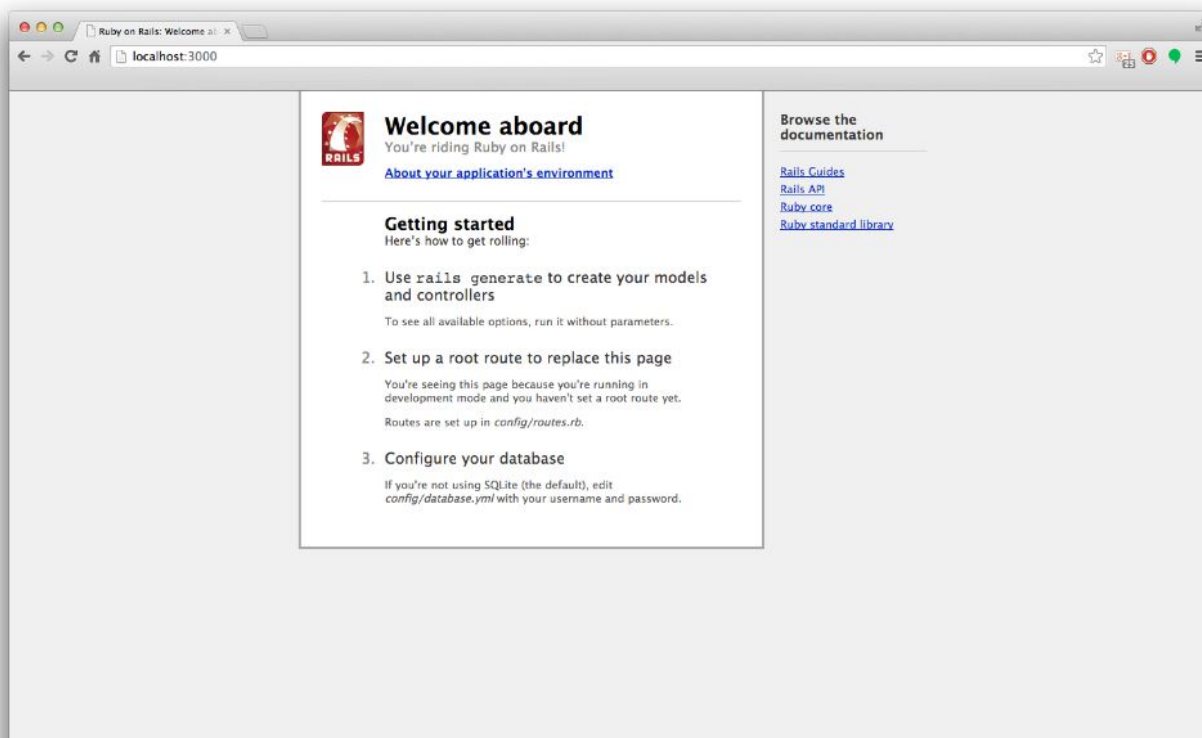 Ruby on Rails: Welcome ab
localhost:3000
RAILS
Welcome aboard
You're riding Ruby on Rails!
About your application's environment
Getting started
Here's how to get rolling:
1. Use rails generate to create your models
and controllers
To see all available options, run it without parameters.
2. Set up a root route to replace this page
You're seeing this page because you're running in
development mode and you haven't set a root route yet.
Routes are set up in config/routes.rb.
3. Configure your database
If you're not using SQLite (the default), edit
config/database.yml with your username and password.
Browse the
documentation
Rails Guides
Rails API
Ruby core
Ruby standard library